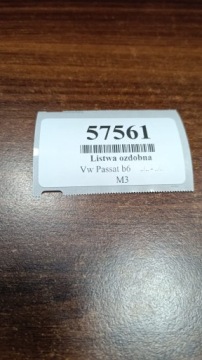 57561
Listwa ozdobna
Vw Passat b6
M3